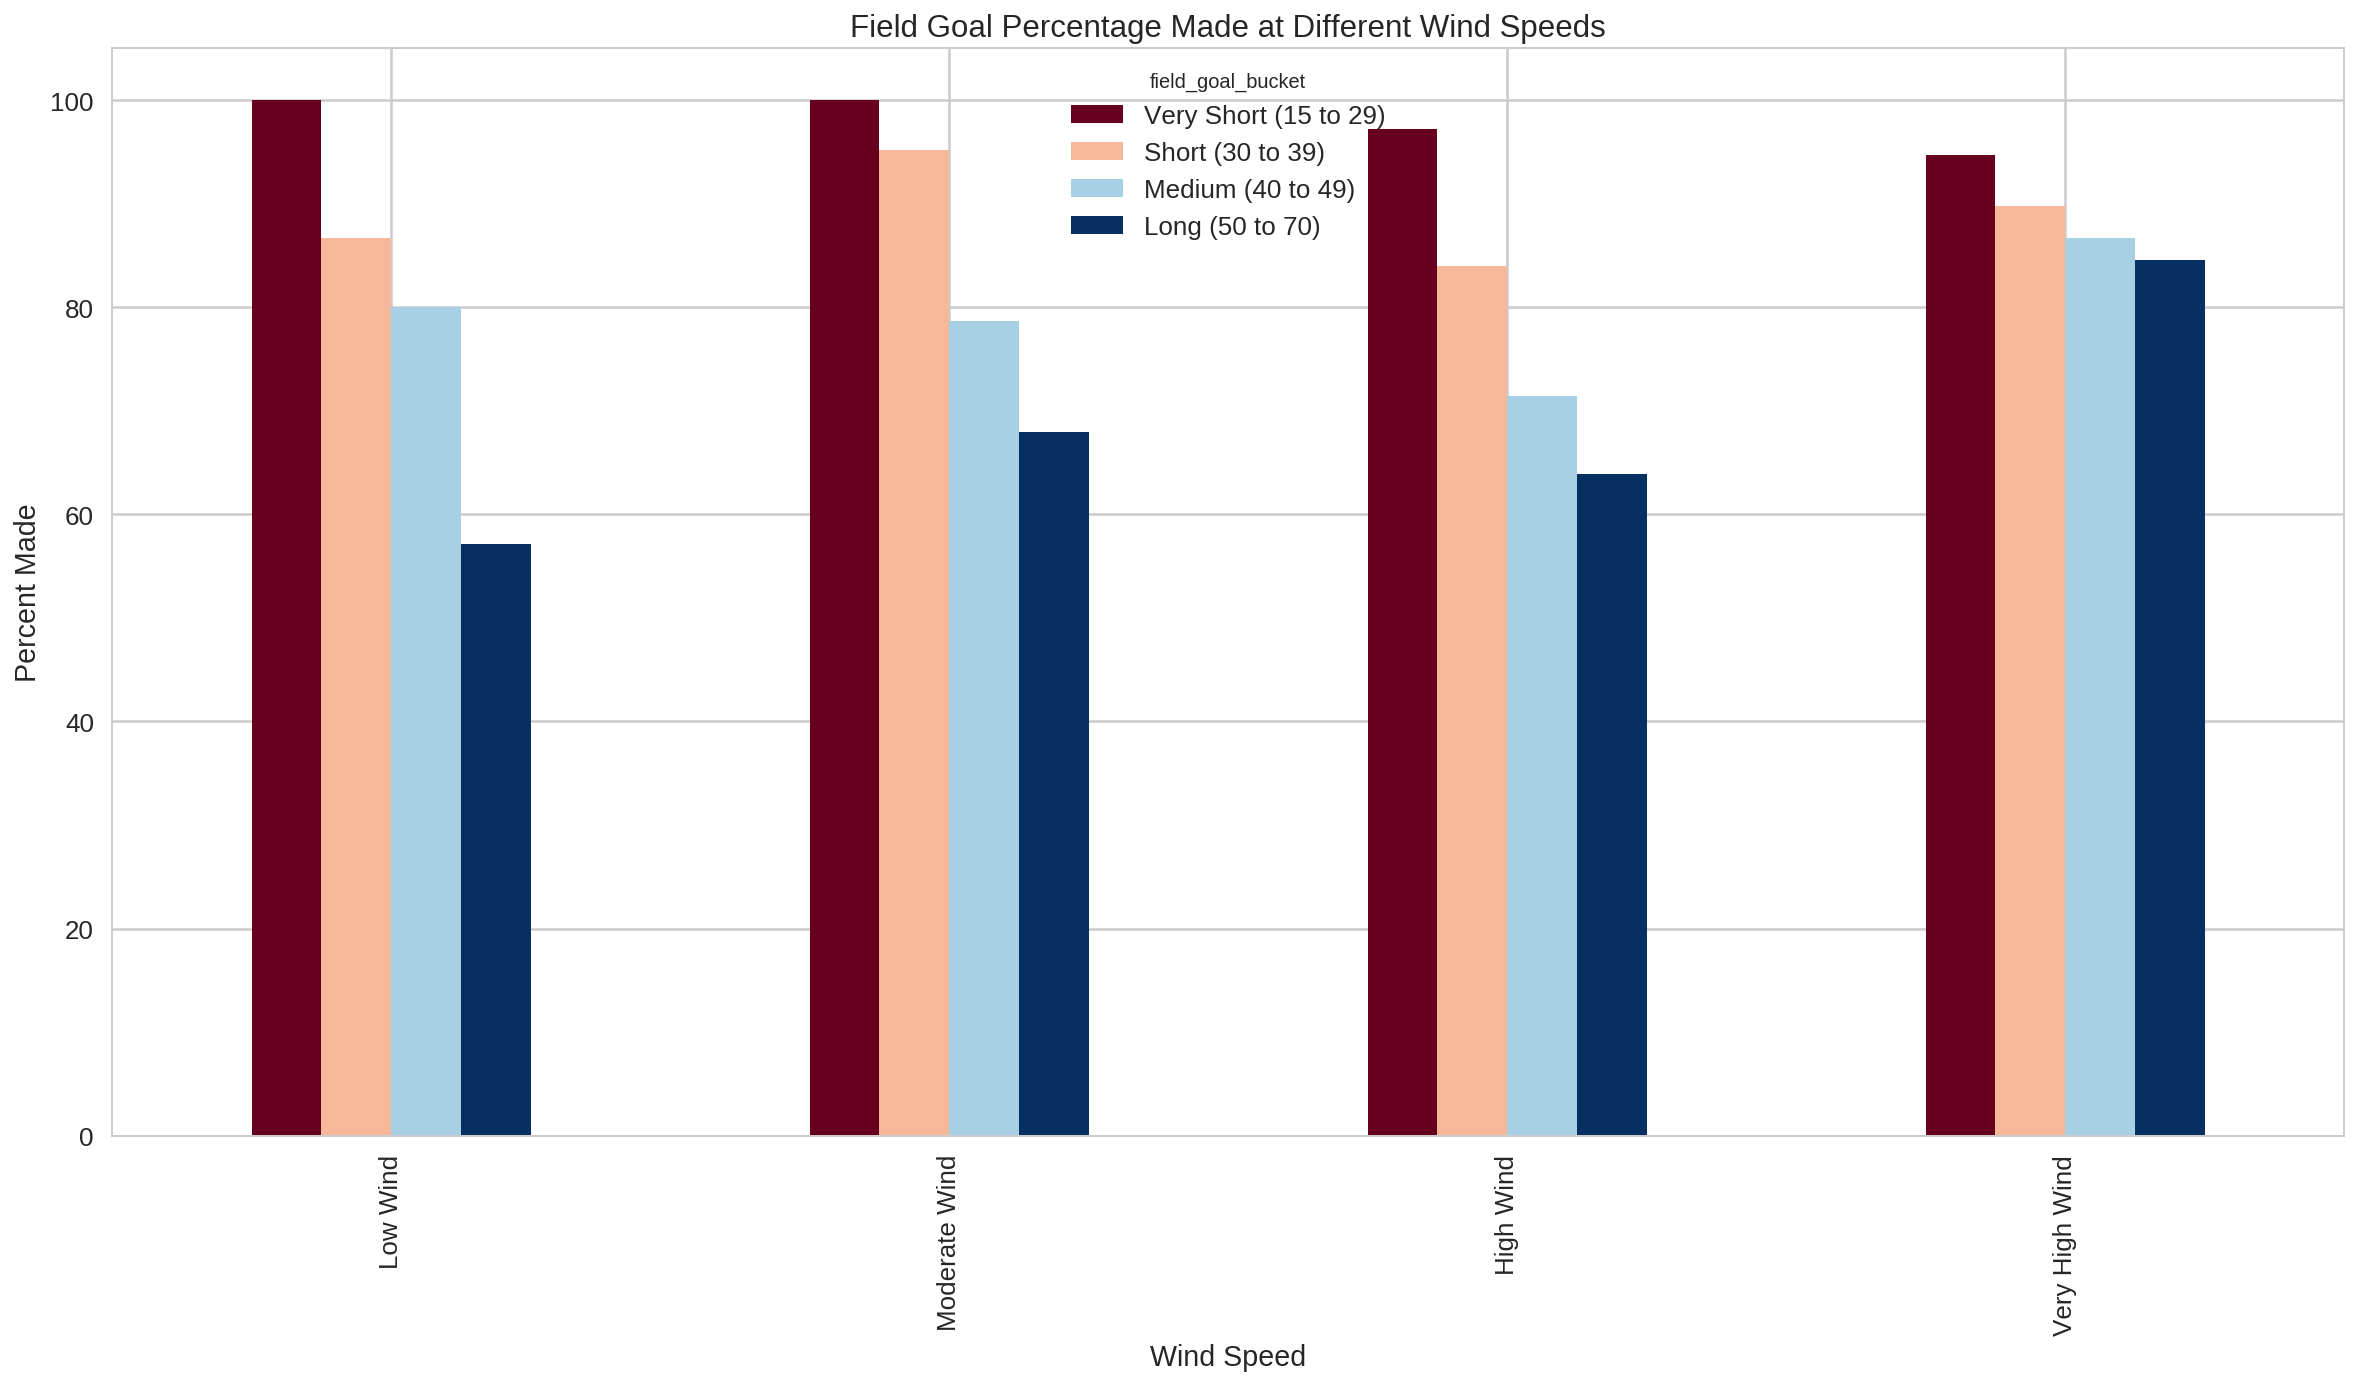 Field Goal Percentage Made at Different Wind Speeds
field_goal_bucket
Very Short (15 to 29)
Short (30 to 39)
Medium (40 to 49)
Long (50 to 70)
Percent Made
100
80
60
40
20
0
Low Wind
Moderate Wind
High Wind
Very High Wind
Wind Speed